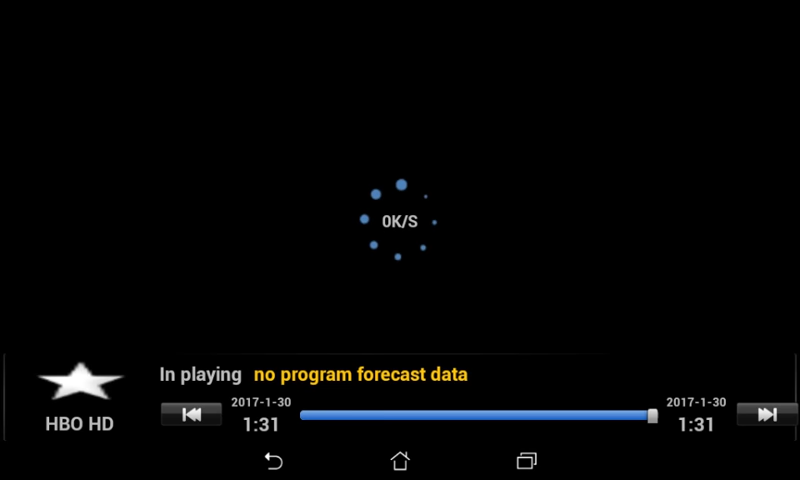 0K/S
In playing no program forecast data
2017-1-30
2017-1-30
HBO HD
1:31
1:31